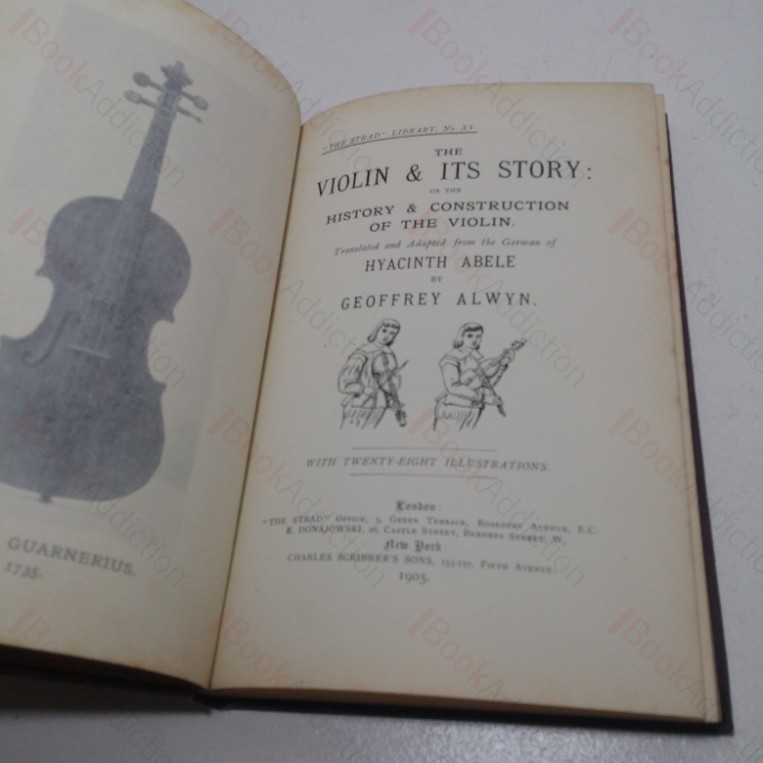 GUARNERIUS.
1735.
"THE STRAD" LIBRARY, No. XV.
THE
VIOLIN & ITS STORY:
OR THE
HISTORY & CONSTRUCTION
OF THE VIOLIN.
Translated and Adapted from the German of
HYACINTH ABELE
BY
GEOFFREY ALWYN.
WITH TWENTY-EIGHT ILLUSTRATIONS.
London:
"THE STRAD" OFFICE, 3, GREEN TERRACE, ROSEBERY AVENUE, E.C.
E. DONAJOWSKI, 26, CASTLE STREET, BERNERS STREET, W.
New York:
CHARLES SCRIBNER'S SONS, 153-157, FIFTH AVENUE.
1905.
BookAddiction